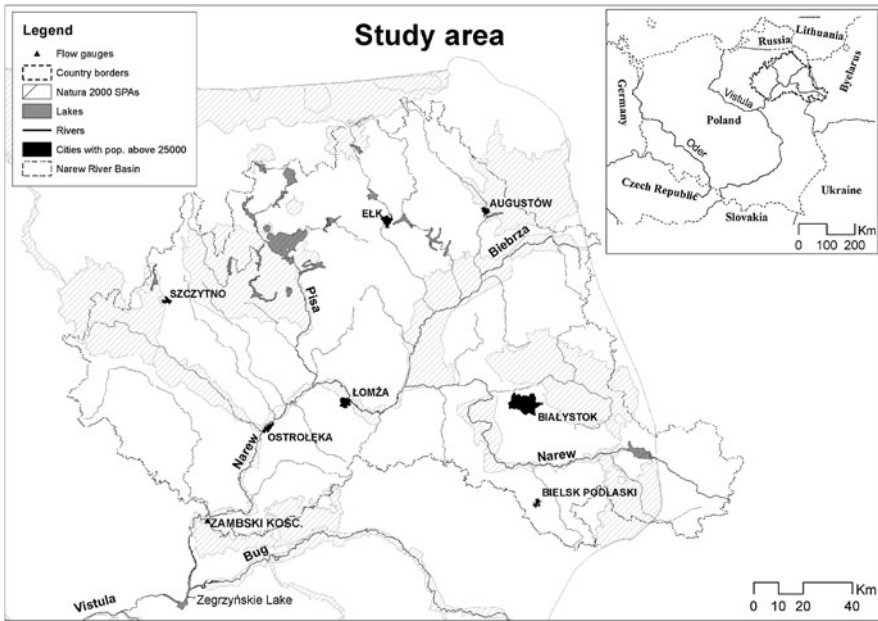 Study area
Legend
Flow gauges
Country borders
Natura 2000 SPAs
Lakes
Rivers
Cities with pop. above 25000
Narew River Basin
Lithuania
Russia
Byelarus
Germany
Vistula
Poland
Oder
Czech Republic
Ukraine
Slovakia
Km
0 100 200
AUGUSTÓW
EŁK
Biebrza
SZCZYTNO
Pisa
ŁOMŻA
BIAŁYSTOK
OSTROŁĘKA
Narew
Narew
BIELSK PODLASKI
ZAMBSKI KOŚC.
Bug
Zegrzyńskie Lake
Vistula
Km
0 10 20 40